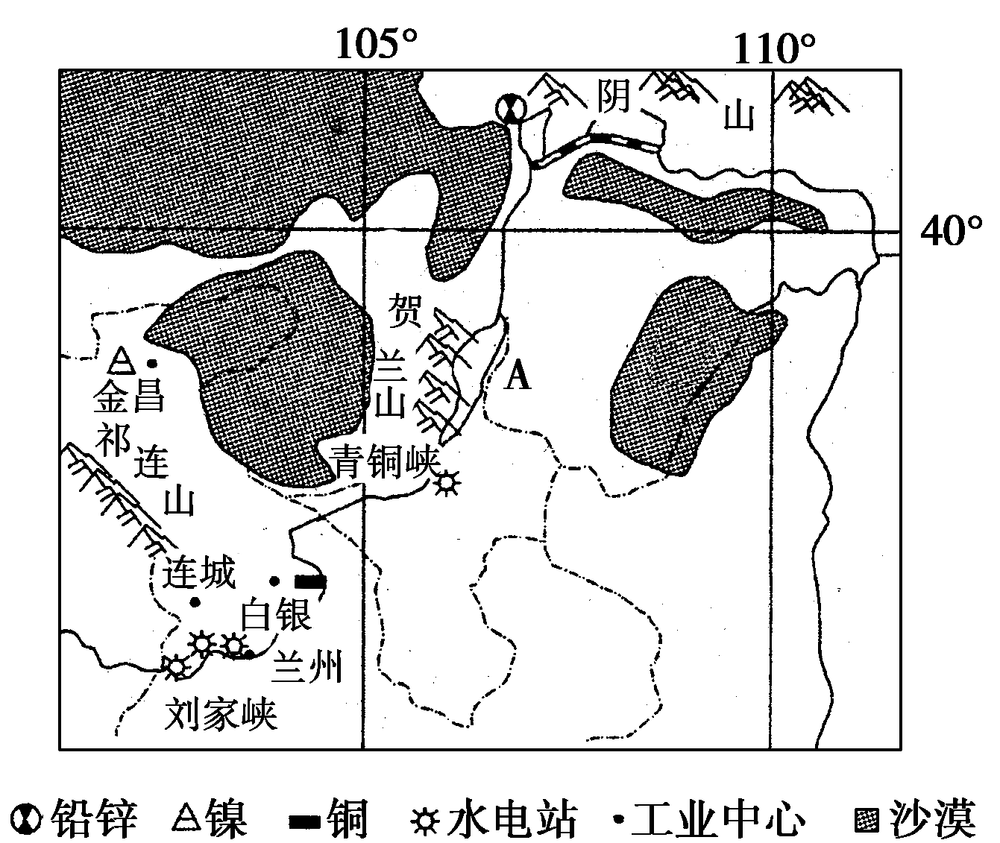 105°
110°
阴
山
40°
贺
兰
山
A
金昌
祁
连
山
青铜峡
连城
白银
兰州
刘家峡
铅锌 镍 铜 水电站 工业中心 沙漠